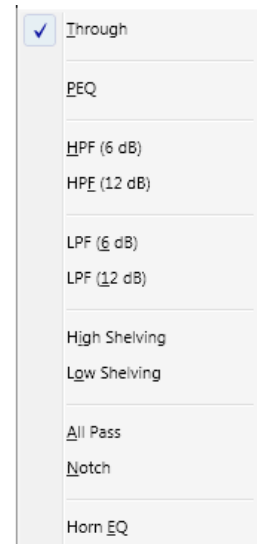 Through
PEQ
HPF (6 dB)
HPF (12 dB)
LPF (6 dB)
LPF (12 dB)
High Shelving
Low Shelving
All Pass
Notch
Horn EQ